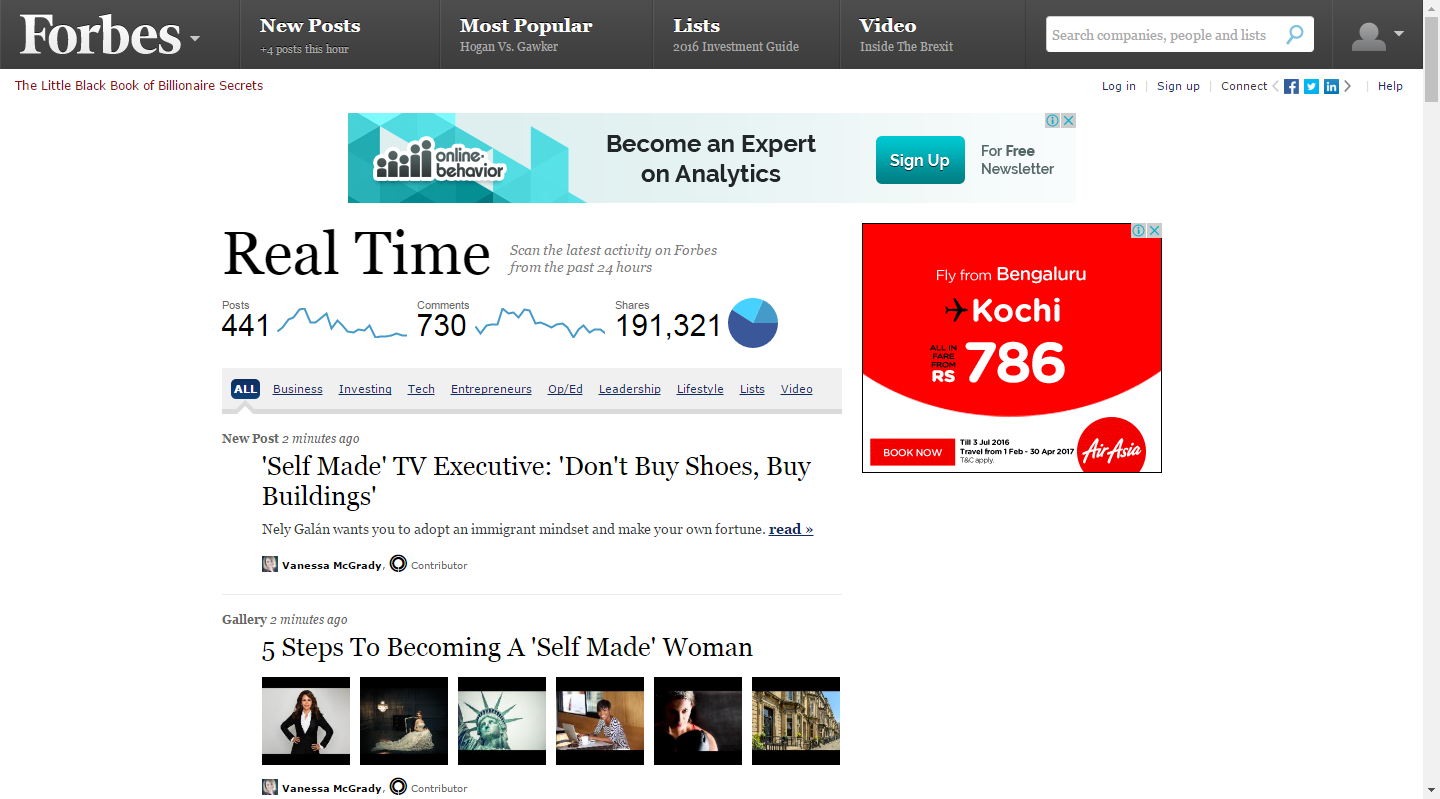 Forbes
New Posts
+4 posts this hour
Most Popular
Hogan Vs. Gawker
Lists
2016 Investment Guide
Video
Inside The Brexit
Search companies, people and lists
The Little Black Book of Billionaire Secrets
Log in
Sign up
Connect
Help
online-
behavior
Become an Expert
on Analytics
Sign Up
For Free
Newsletter
Real Time
Scan the latest activity on Forbes
from the past 24 hours
Posts
441
Comments
730
Shares
191,321
ALL Business Investing Tech Entrepreneurs Op/Ed Leadership Lifestyle Lists Video
New Post 2 minutes ago
'Self Made' TV Executive: 'Don't Buy Shoes, Buy
Buildings'
Nely Galán wants you to adopt an immigrant mindset and make your own fortune. read »
Vanessa McGrady, Contributor
Gallery 2 minutes ago
5 Steps To Becoming A 'Self Made' Woman
Vanessa McGrady, Contributor
Fly from Bengaluru
Kochi
ALL IN
FARE
FROM
RS
786
BOOK NOW
Till 3 Jul 2016
Travel from 1 Feb - 30 Apr 2017
T&C apply.
AirAsia